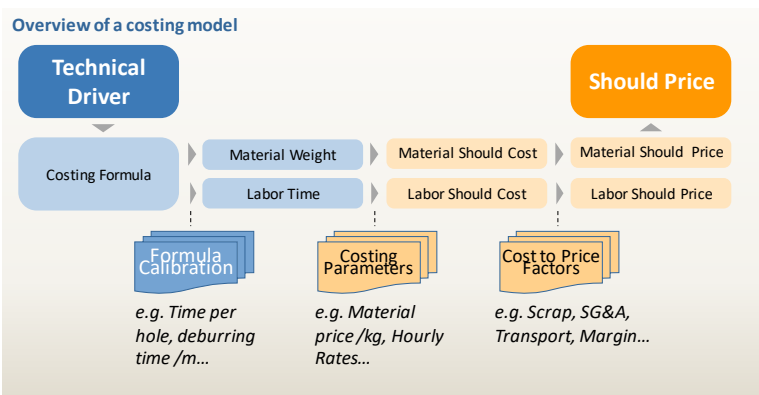 Overview of a costing model
Technical
Driver
Should Price
Costing Formula
Material Weight
Material Should Cost
Material Should Price
Labor Time
Labor Should Cost
Labor Should Price
Formula
Calibration
Costing
Parameters
Cost to Price
Factors
e.g. Time per
hole, deburring
time /m…
e.g. Material
price /kg, Hourly
Rates…
e.g. Scrap, SG&A,
Transport, Margin…